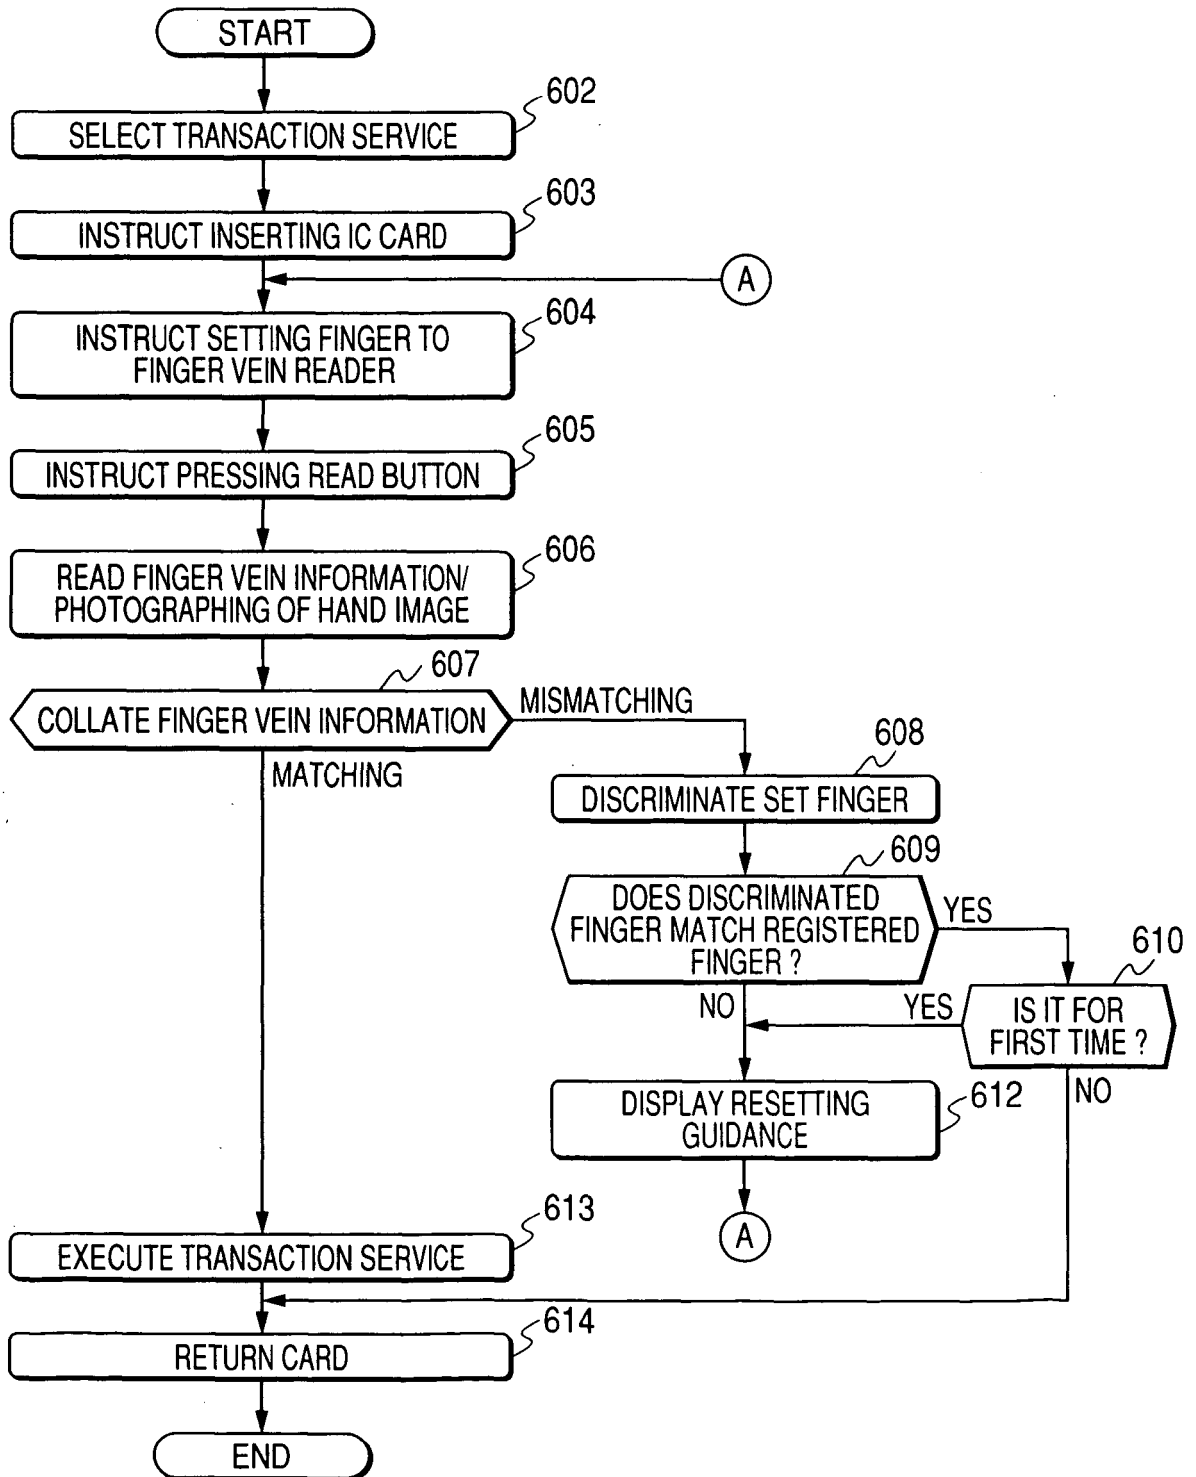 START
602
SELECT TRANSACTION SERVICE
603
INSTRUCT INSERTING IC CARD
A
604
INSTRUCT SETTING FINGER TO
FINGER VEIN READER
605
INSTRUCT PRESSING READ BUTTON
606
READ FINGER VEIN INFORMATION/
PHOTOGRAPHING OF HAND IMAGE
607
COLLATE FINGER VEIN INFORMATION
MISMATCHING
MATCHING
608
DISCRIMINATE SET FINGER
609
DOES DISCRIMINATED
FINGER MATCH REGISTERED
FINGER ?
YES
610
NO
YES
IS IT FOR
FIRST TIME ?
NO
612
DISPLAY RESETTING
GUIDANCE
A
613
EXECUTE TRANSACTION SERVICE
614
RETURN CARD
END